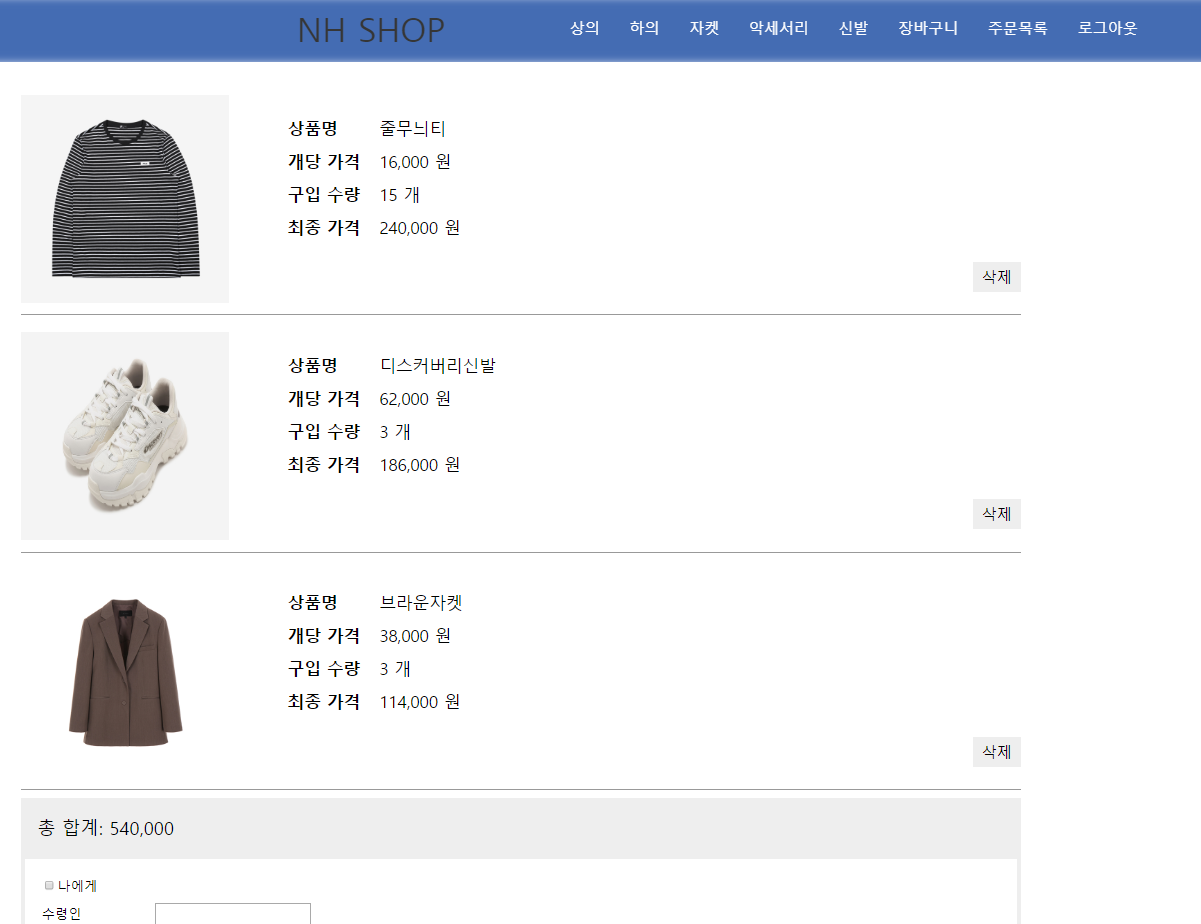 NH SHOP
상의 하의 자켓 악세서리 신발 장바구니 주문목록 로그아웃
상품명 줄무늬티
개당 가격 16,000 원
구입 수량 15 개
최종 가격 240,000 원
삭제
상품명 디스커버리신발
개당 가격 62,000 원
구입 수량 3 개
최종 가격 186,000 원
삭제
상품명 브라운자켓
개당 가격 38,000 원
구입 수량 3 개
최종 가격 114,000 원
삭제
총 합계: 540,000
나에게
수령인